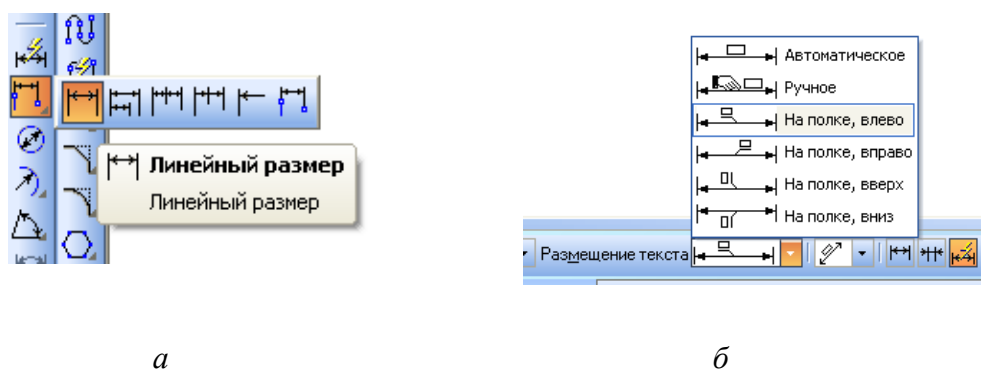 Линейный размер
Линейный размер
Автоматическое
Ручное
На полке, влево
На полке, вправо
На полке, вверх
На полке, вниз
Размещение текста
а
б